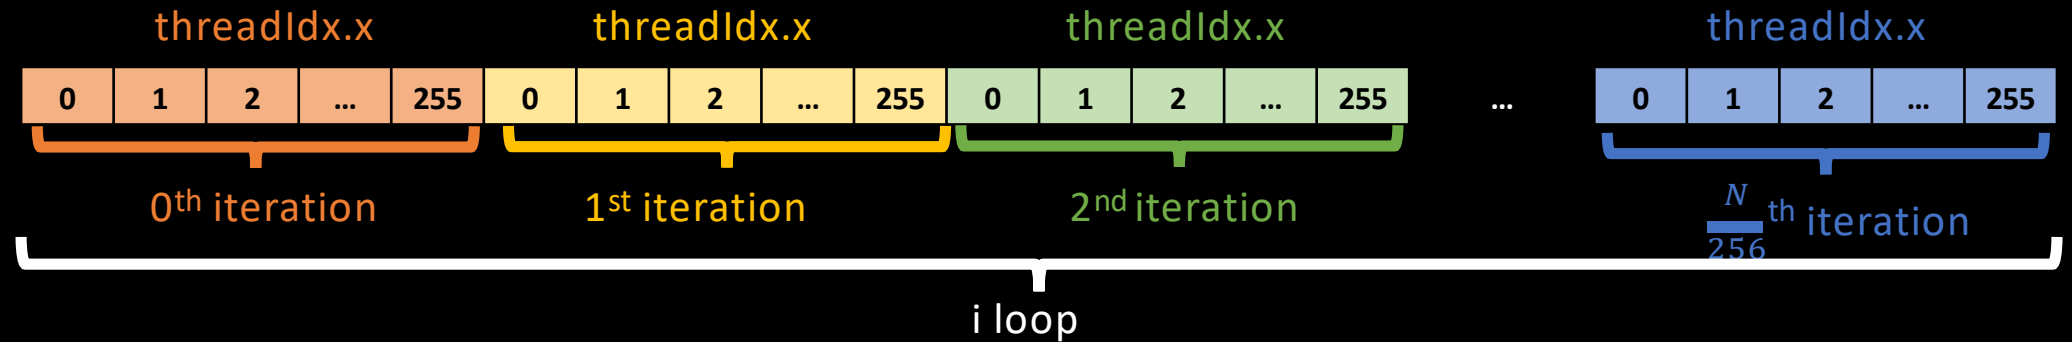 threadIdx.x threadIdx.x threadIdx.x threadIdx.x
0 1 2 ... 255 0 1 2 ... 255 0 1 2 ... 255 ... 0 1 2 ... 255
0th iteration 1st iteration 2nd iteration N/256 th iteration
i loop